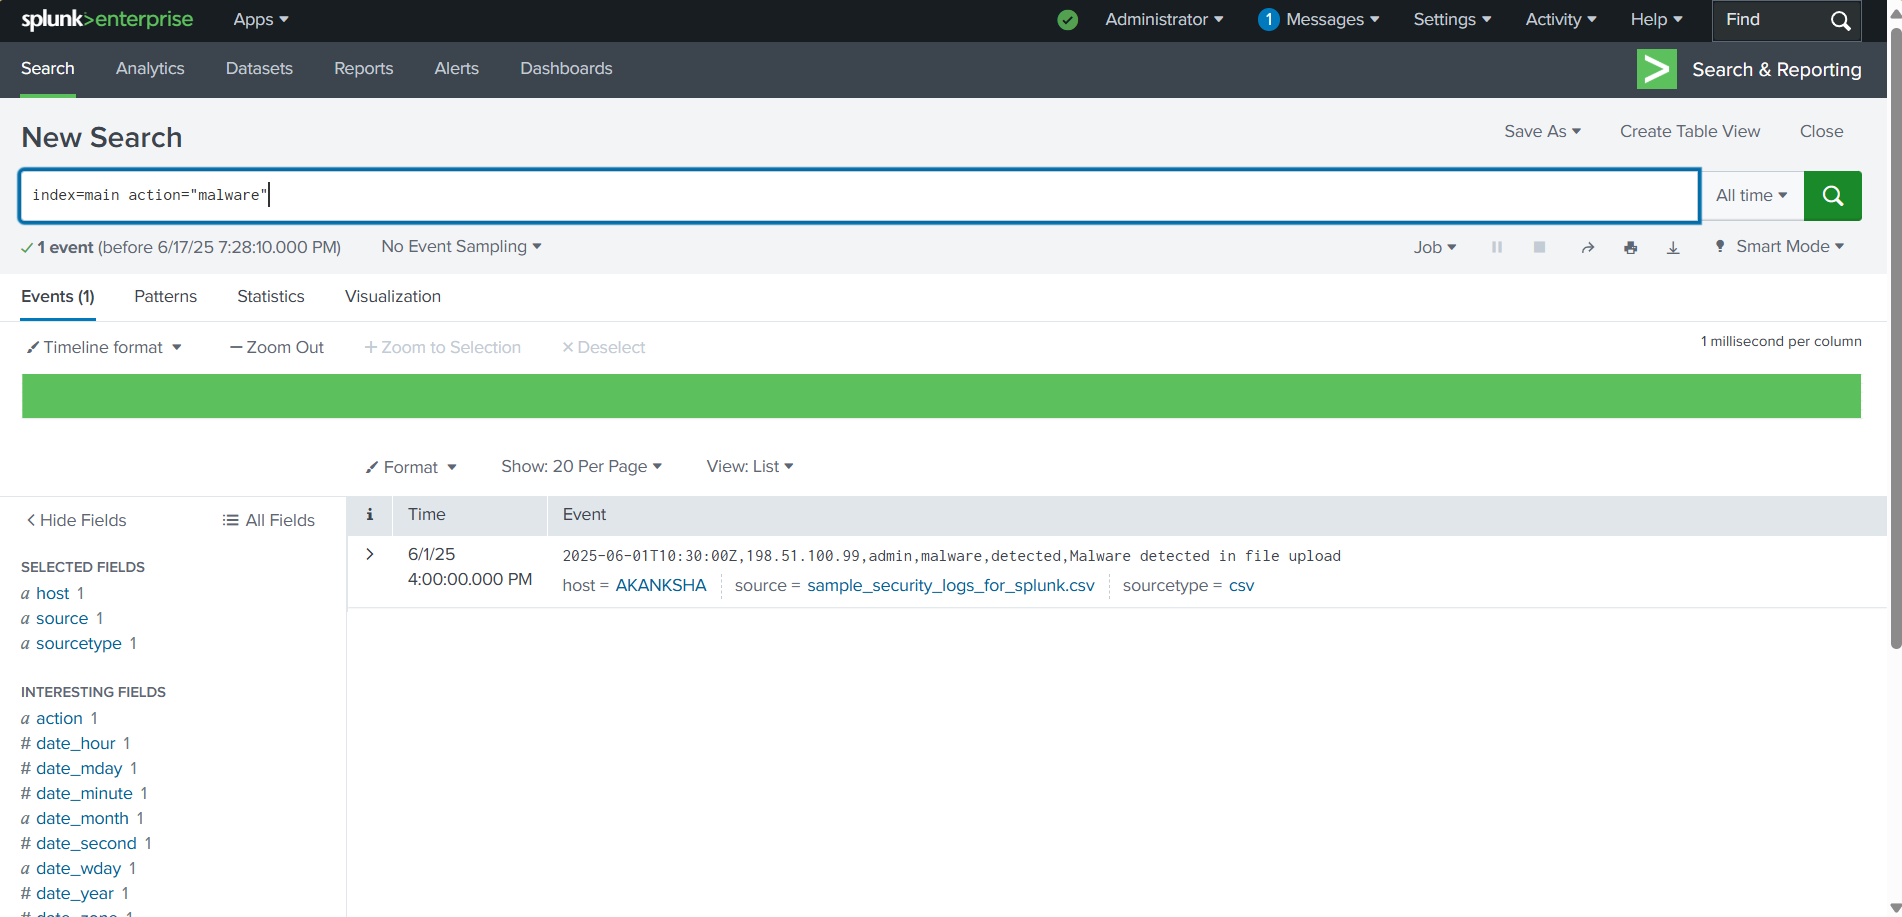 splunk>enterprise Apps Administrator 1 Messages Settings Activity Help Find
Search Analytics Datasets Reports Alerts Dashboards Search & Reporting
New Search Save As Create Table View Close
index=main action="malware" All time
1 event (before 6/17/25 7:28:10.000 PM) No Event Sampling Job Smart Mode
Events (1) Patterns Statistics Visualization
Timeline format Zoom Out Zoom to Selection Deselect 1 millisecond per column
Format Show: 20 Per Page View: List
Hide Fields All Fields i Time Event
6/1/25 2025-06-01T10:30:00Z,198.51.100.99,admin,malware,detected,Malware detected in file upload
4:00:00.000 PM host = AKANKSHA source = sample_security_logs_for_splunk.csv sourcetype = csv
SELECTED FIELDS
a host 1
a source 1
a sourcetype 1
INTERESTING FIELDS
a action 1
# date_hour 1
# date_mday 1
# date_minute 1
a date_month 1
# date_second 1
a date_wday 1
# date_year 1
# date_zone 1